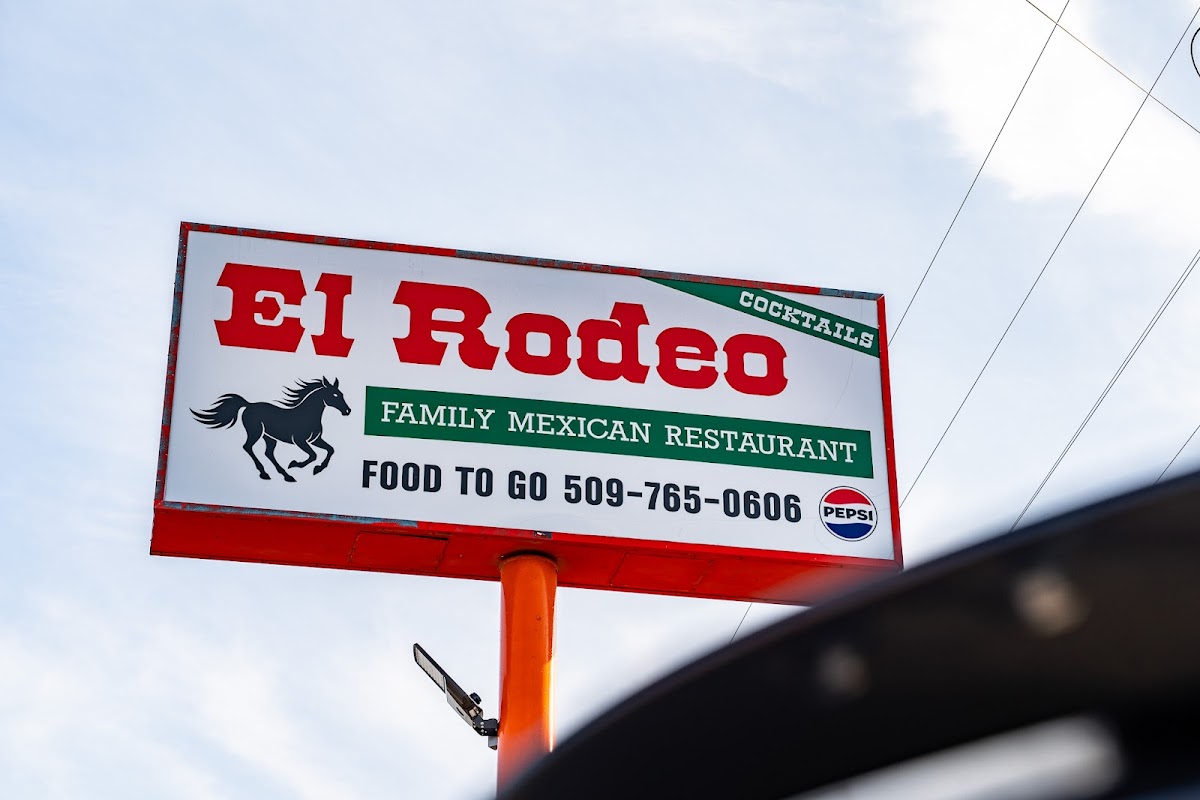 El Rodeo
COCKTAILS
FAMILY MEXICAN RESTAURANT
FOOD TO GO 509-765-0606
PEPSI